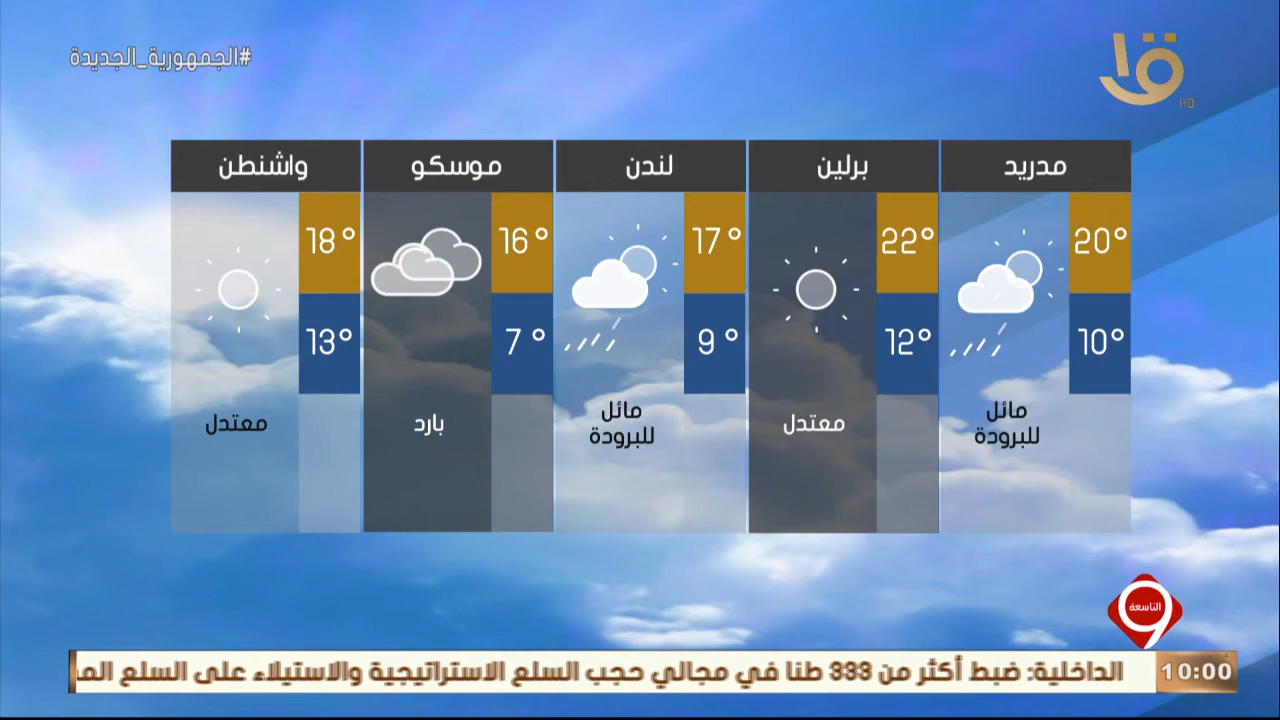 #الجمهورية_الجديدة
HD
مدريد
20°
10°
مائل
للبرودة
برلين
22°
12°
معتدل
لندن
17°
9°
مائل
للبرودة
موسكو
16°
7°
بارد
واشنطن
18°
13°
معتدل
التاسعة
9
10:00
الداخلية: ضبط أكثر من 333 طنا في مجالي حجب السلع الاستراتيجية والاستيلاء على السلع